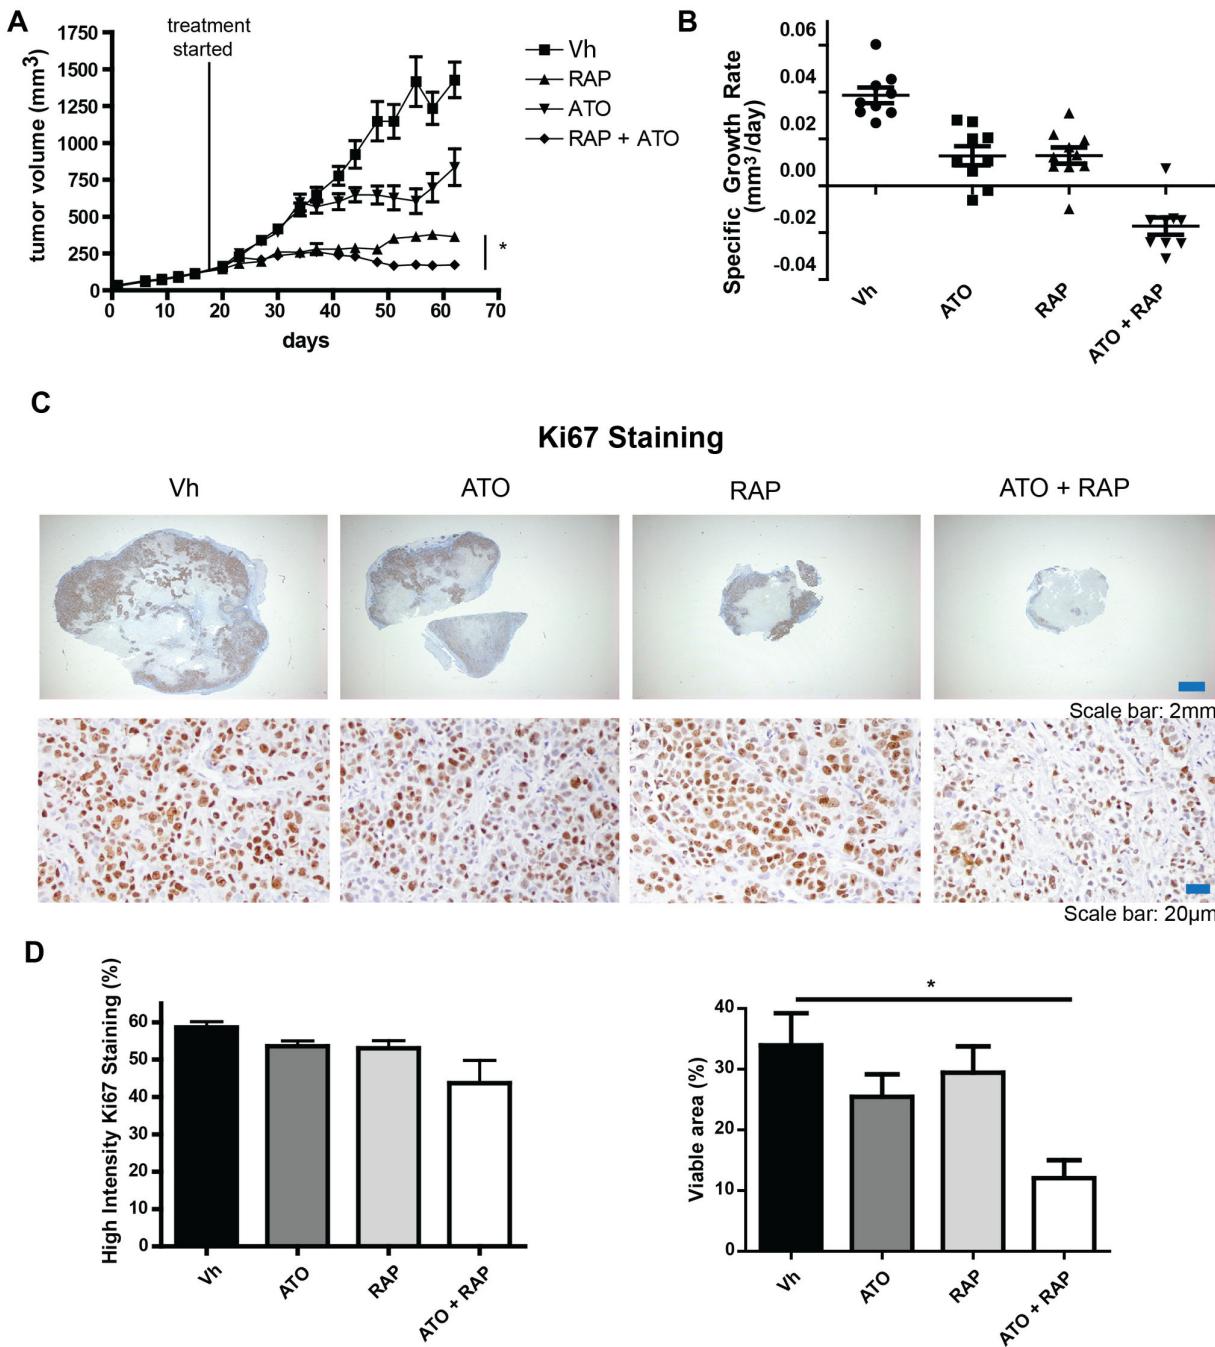 A
treatment
started
tumor volume (mm³)
1750
1500
1250
1000
750
500
250
0
0 10 20 30 40 50 60 70
days
Vh
RAP
ATO
RAP + ATO
*
B
Specific Growth Rate
(mm³/day)
0.06
0.04
0.02
0.00
-0.02
-0.04
Vh ATO RAP ATO + RAP
C
Ki67 Staining
Vh ATO RAP ATO + RAP
Scale bar: 2mm
Scale bar: 20µm
D
High Intensity Ki67 Staining (%)
60
50
40
30
20
10
0
Vh ATO RAP ATO + RAP
*
Viable area (%)
40
30
20
10
0
Vh ATO RAP ATO + RAP